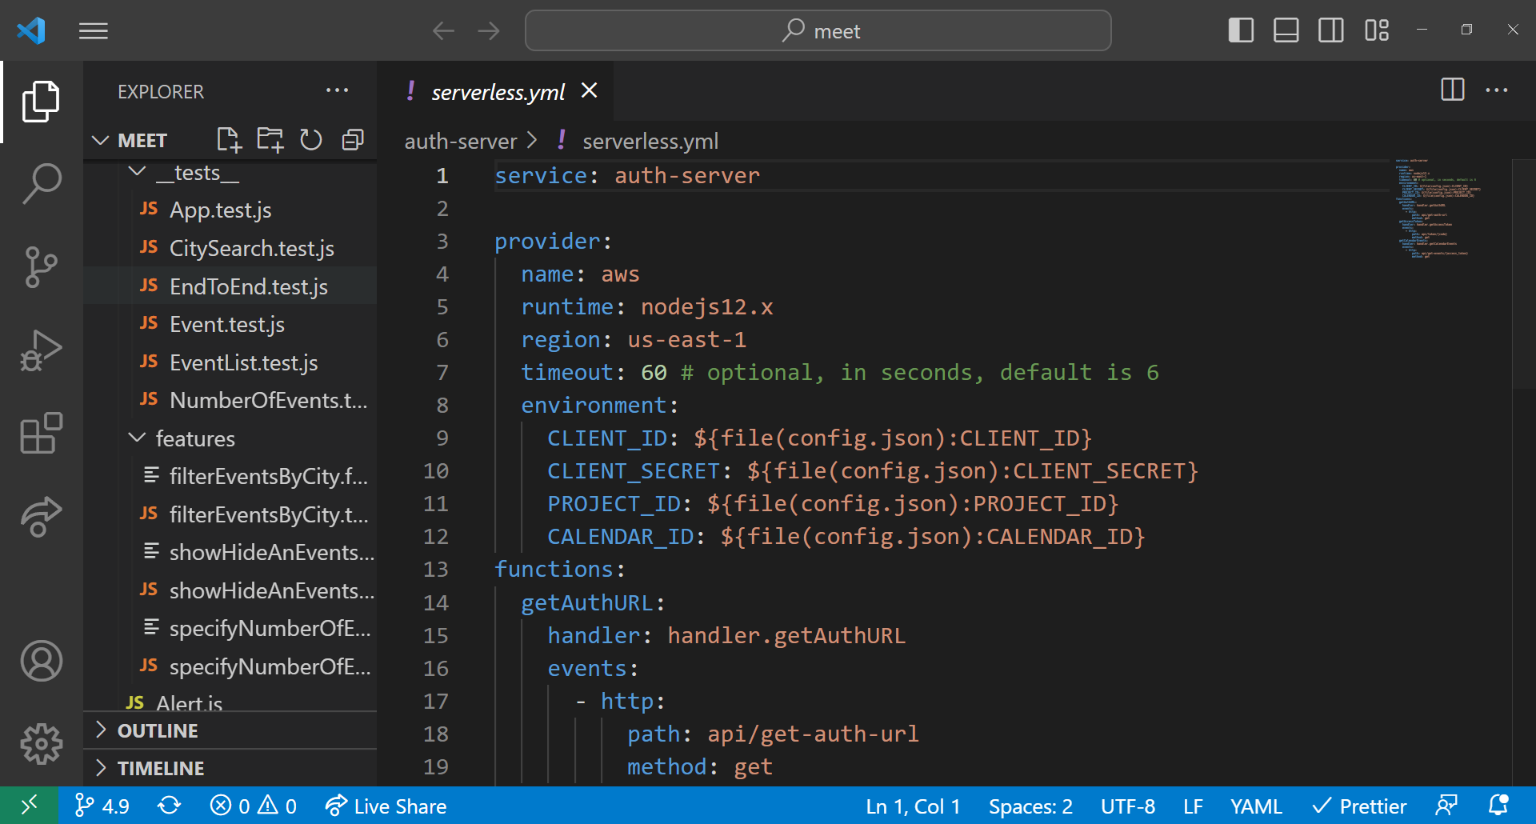 meet
EXPLORER
MEET
__tests__
JS App.test.js
JS CitySearch.test.js
JS EndToEnd.test.js
JS Event.test.js
JS EventList.test.js
JS NumberOfEvents.t...
features
filterEventsByCity.f...
JS filterEventsByCity.t...
showHideAnEvents...
JS showHideAnEvents...
specifyNumberOfE...
JS specifyNumberOfE...
JS Alert.js
OUTLINE
TIMELINE
! serverless.yml
auth-server > ! serverless.yml
1 service: auth-server
2
3 provider:
4 name: aws
5 runtime: nodejs12.x
6 region: us-east-1
7 timeout: 60 # optional, in seconds, default is 6
8 environment:
9 CLIENT_ID: ${file(config.json):CLIENT_ID}
10 CLIENT_SECRET: ${file(config.json):CLIENT_SECRET}
11 PROJECT_ID: ${file(config.json):PROJECT_ID}
12 CALENDAR_ID: ${file(config.json):CALENDAR_ID}
13 functions:
14 getAuthURL:
15 handler: handler.getAuthURL
16 events:
17 - http:
18 path: api/get-auth-url
19 method: get
4.9 0 0 Live Share Ln 1, Col 1 Spaces: 2 UTF-8 LF YAML Prettier